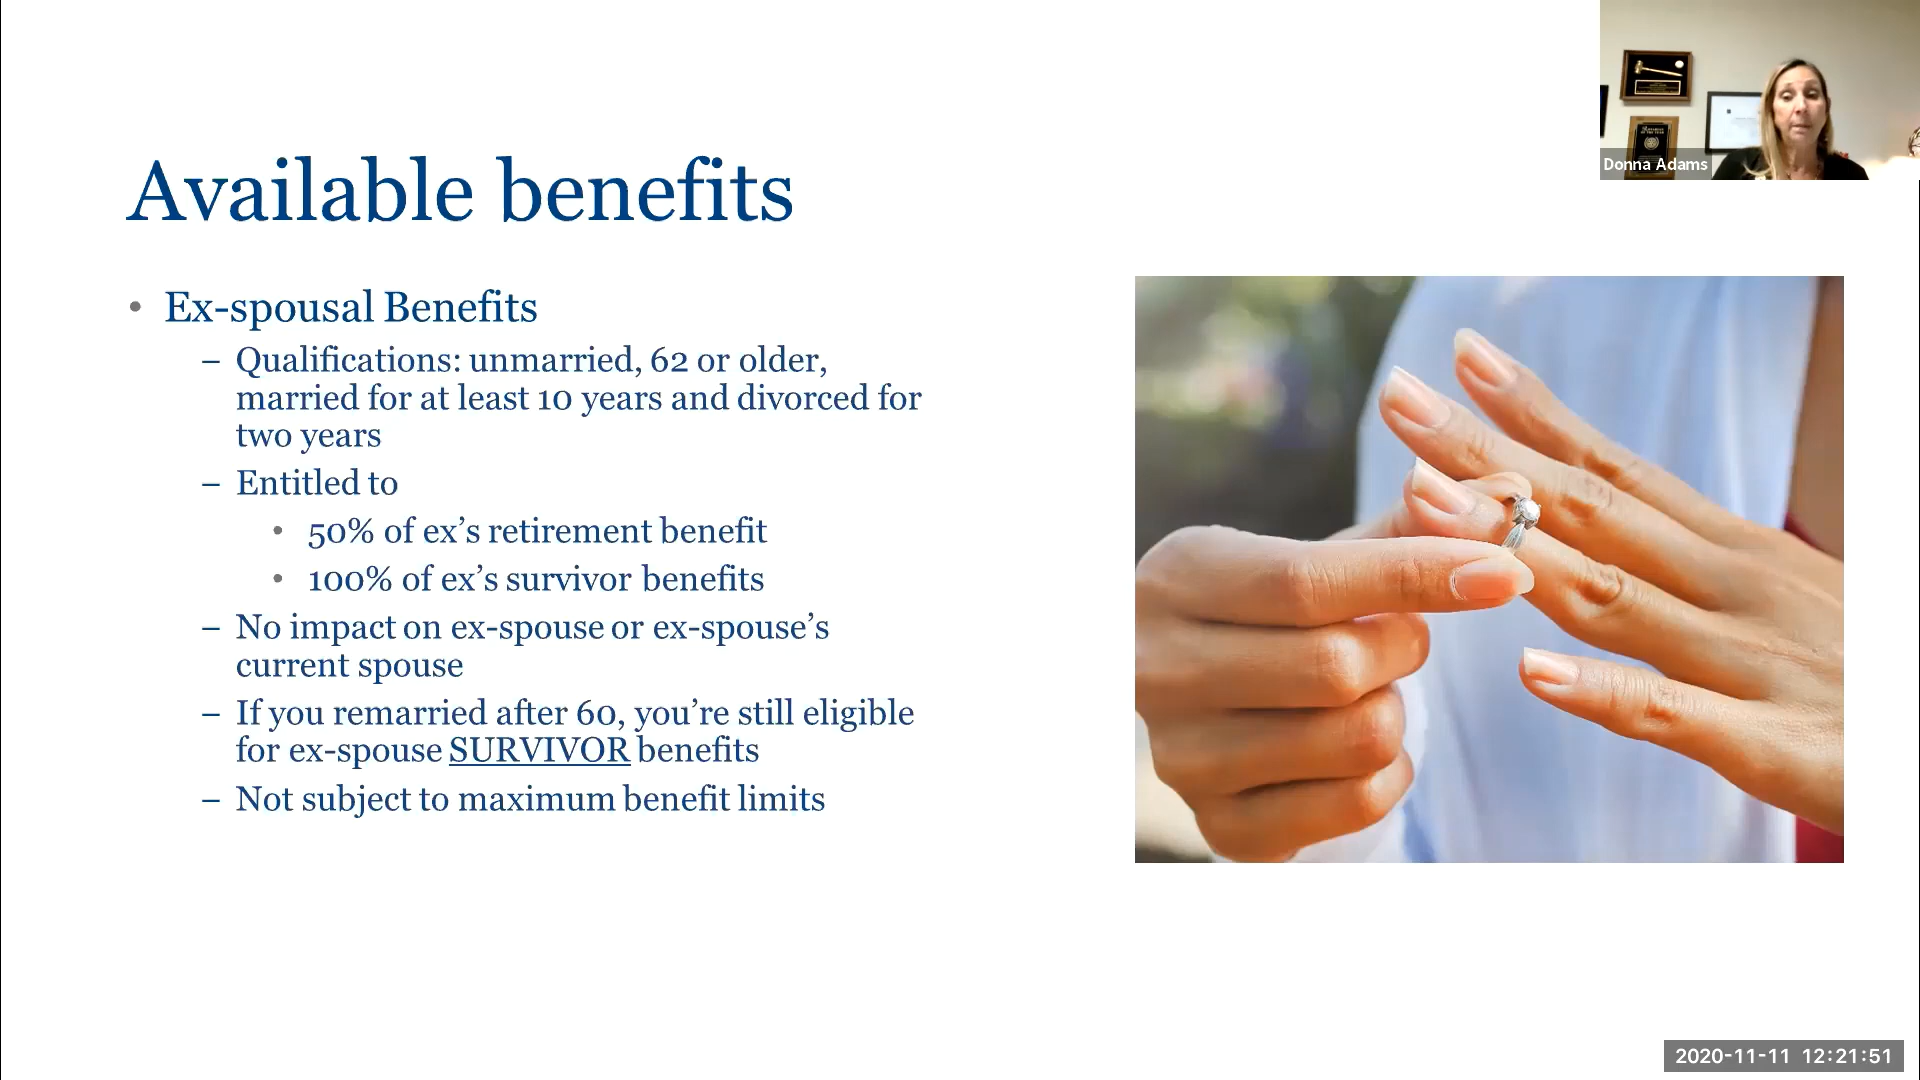 Donna Adams
Available benefits
• Ex-spousal Benefits
– Qualifications: unmarried, 62 or older,
married for at least 10 years and divorced for
two years
– Entitled to
• 50% of ex’s retirement benefit
• 100% of ex’s survivor benefits
– No impact on ex-spouse or ex-spouse’s
current spouse
– If you remarried after 60, you’re still eligible
for ex-spouse SURVIVOR benefits
– Not subject to maximum benefit limits
2020-11-11 12:21:51